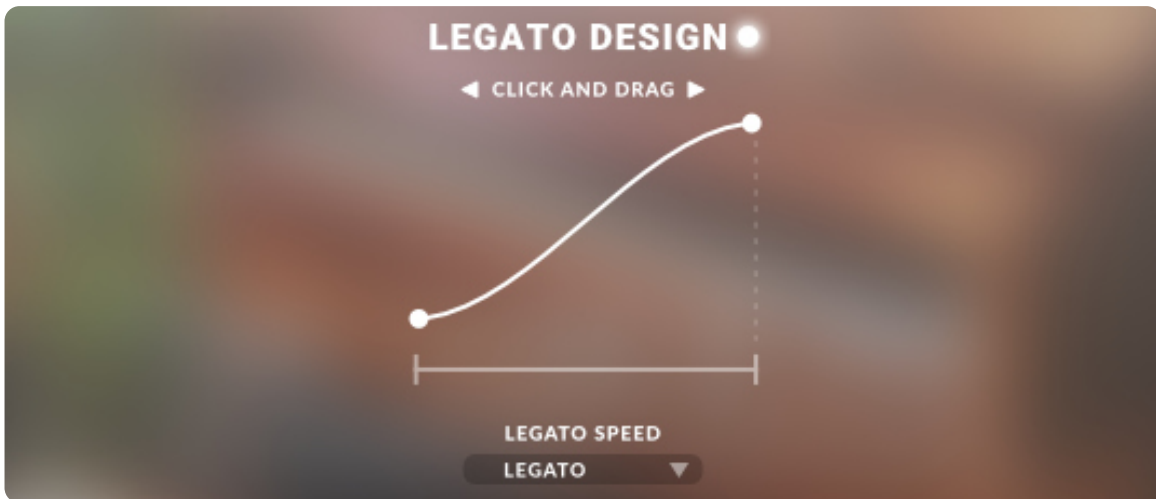 LEGATO DESIGN
CLICK AND DRAG
LEGATO SPEED
LEGATO